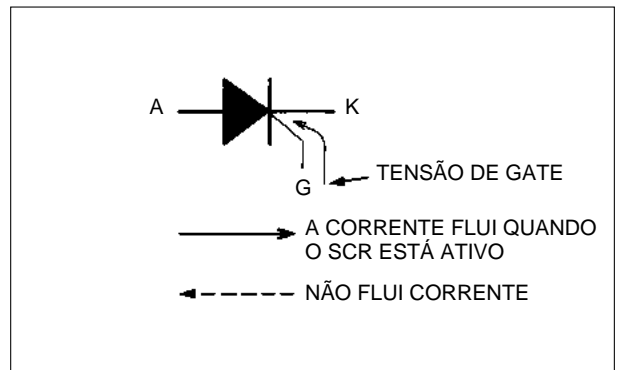 A
K
G
TENSÃO DE GATE
A CORRENTE FLUI QUANDO
O SCR ESTÁ ATIVO
NÃO FLUI CORRENTE